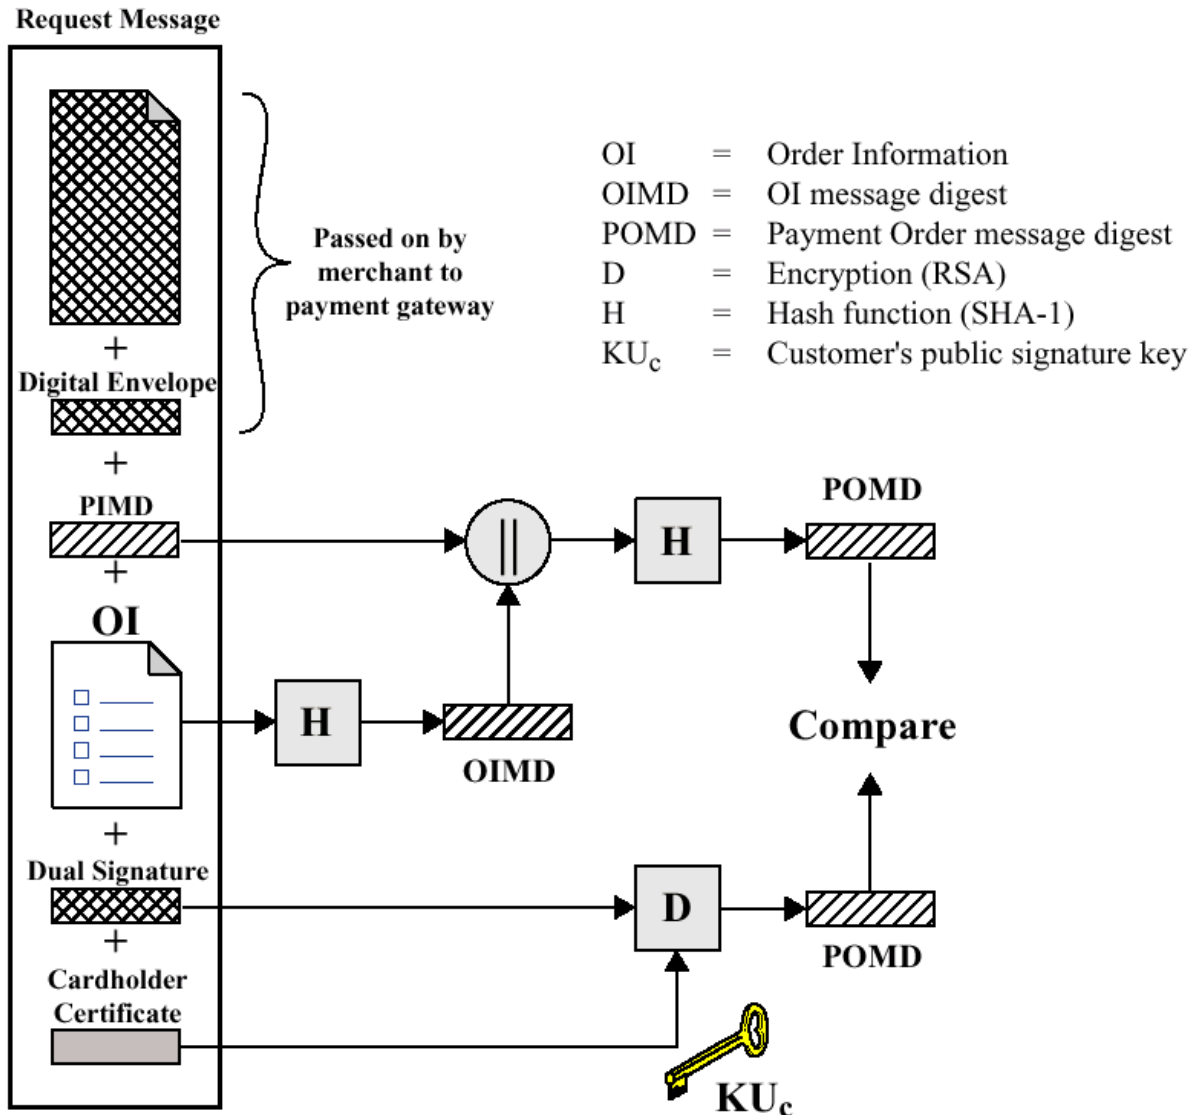 Request Message
Passed on by
merchant to
payment gateway
OI = Order Information
OIMD = OI message digest
POMD = Payment Order message digest
D = Encryption (RSA)
H = Hash function (SHA-1)
KUc = Customer's public signature key
+
Digital Envelope
+
PIMD
+
OI
||
H
POMD
H
OIMD
Compare
+
Dual Signature
D
POMD
+
Cardholder
Certificate
KUc